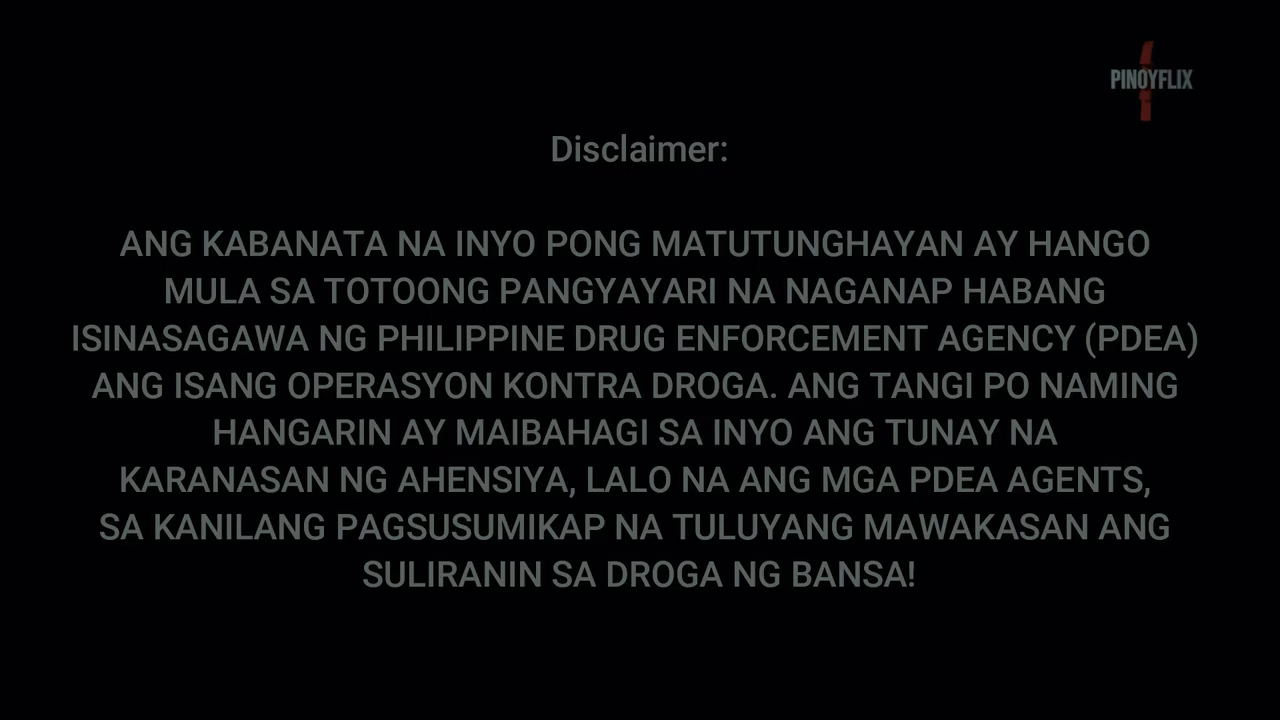 PINOYFLIX
Disclaimer:
ANG KABANATA NA INYO PONG MATUTUNGHAYAN AY HANGO
MULA SA TOTOONG PANGYAYARI NA NAGANAP HABANG
ISINASAGAWA NG PHILIPPINE DRUG ENFORCEMENT AGENCY (PDEA)
ANG ISANG OPERASYON KONTRA DROGA. ANG TANGI PO NAMING
HANGARIN AY MAIBAHAGI SA INYO ANG TUNAY NA
KARANASAN NG AHENSIYA, LALO NA ANG MGA PDEA AGENTS,
SA KANILANG PAGSUSUMIKAP NA TULUYANG MAWAKASAN ANG
SULIRANIN SA DROGA NG BANSA!